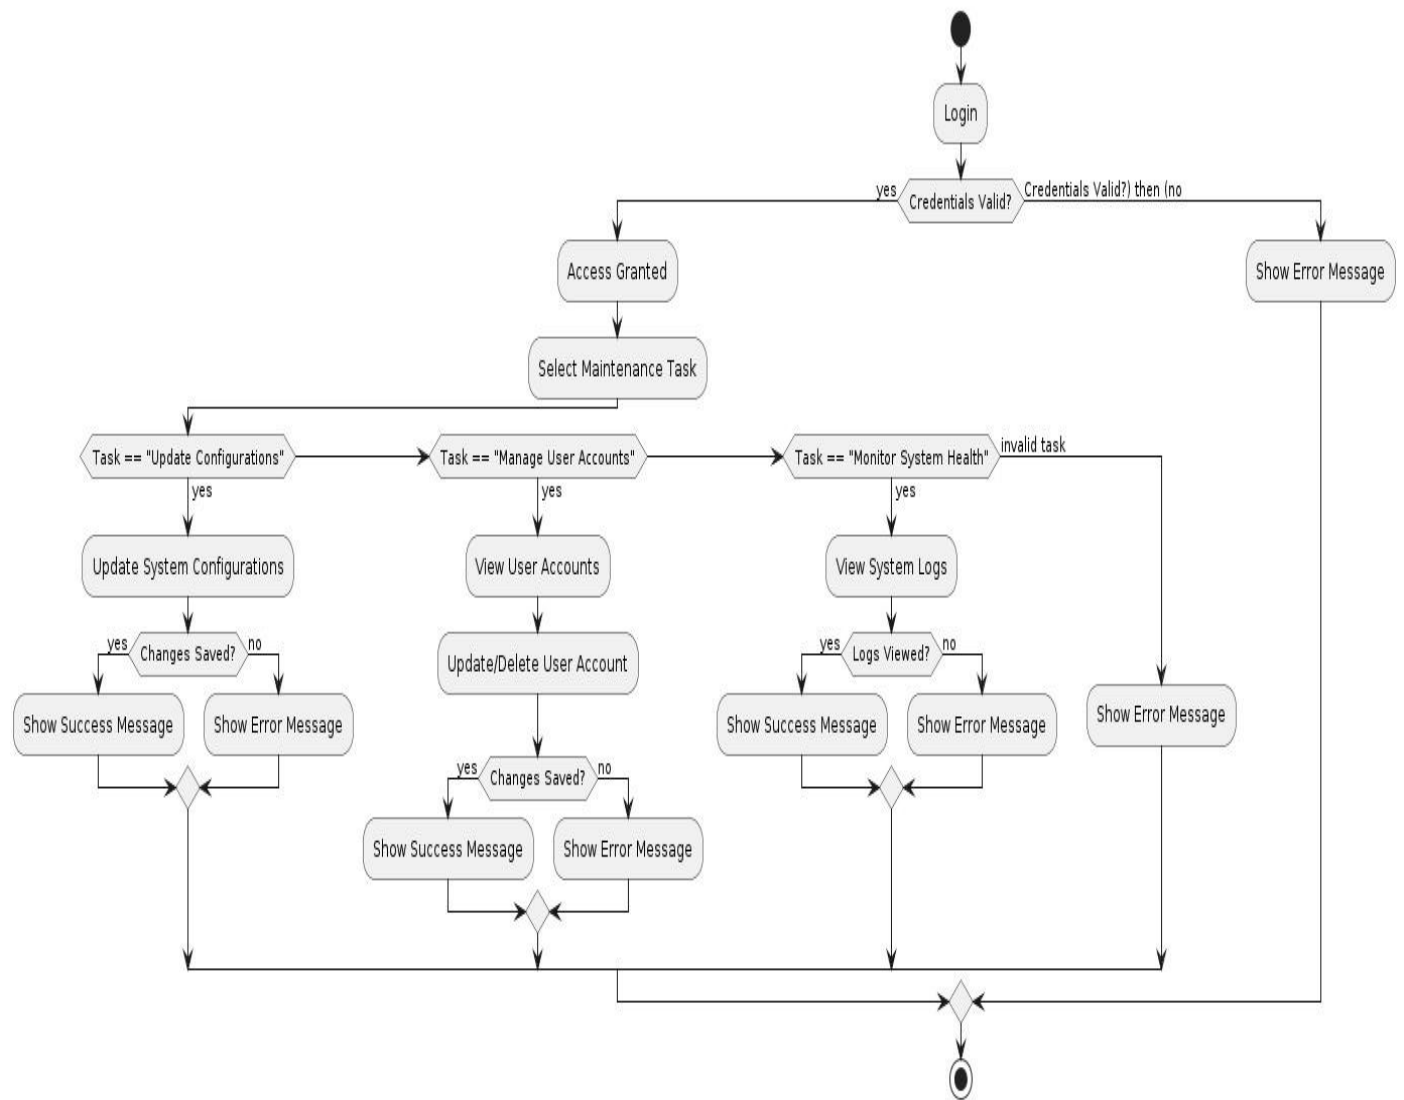 Login
yes
Credentials Valid?
Credentials Valid?) then (no
Access Granted
Show Error Message
Select Maintenance Task
Task == "Update Configurations"
Task == "Manage User Accounts"
Task == "Monitor System Health"
invalid task
yes
yes
yes
Update System Configurations
View User Accounts
View System Logs
yes
Changes Saved?
no
Update/Delete User Account
yes
Logs Viewed?
no
Show Success Message
Show Error Message
Show Success Message
Show Error Message
Show Error Message
yes
Changes Saved?
no
Show Success Message
Show Error Message